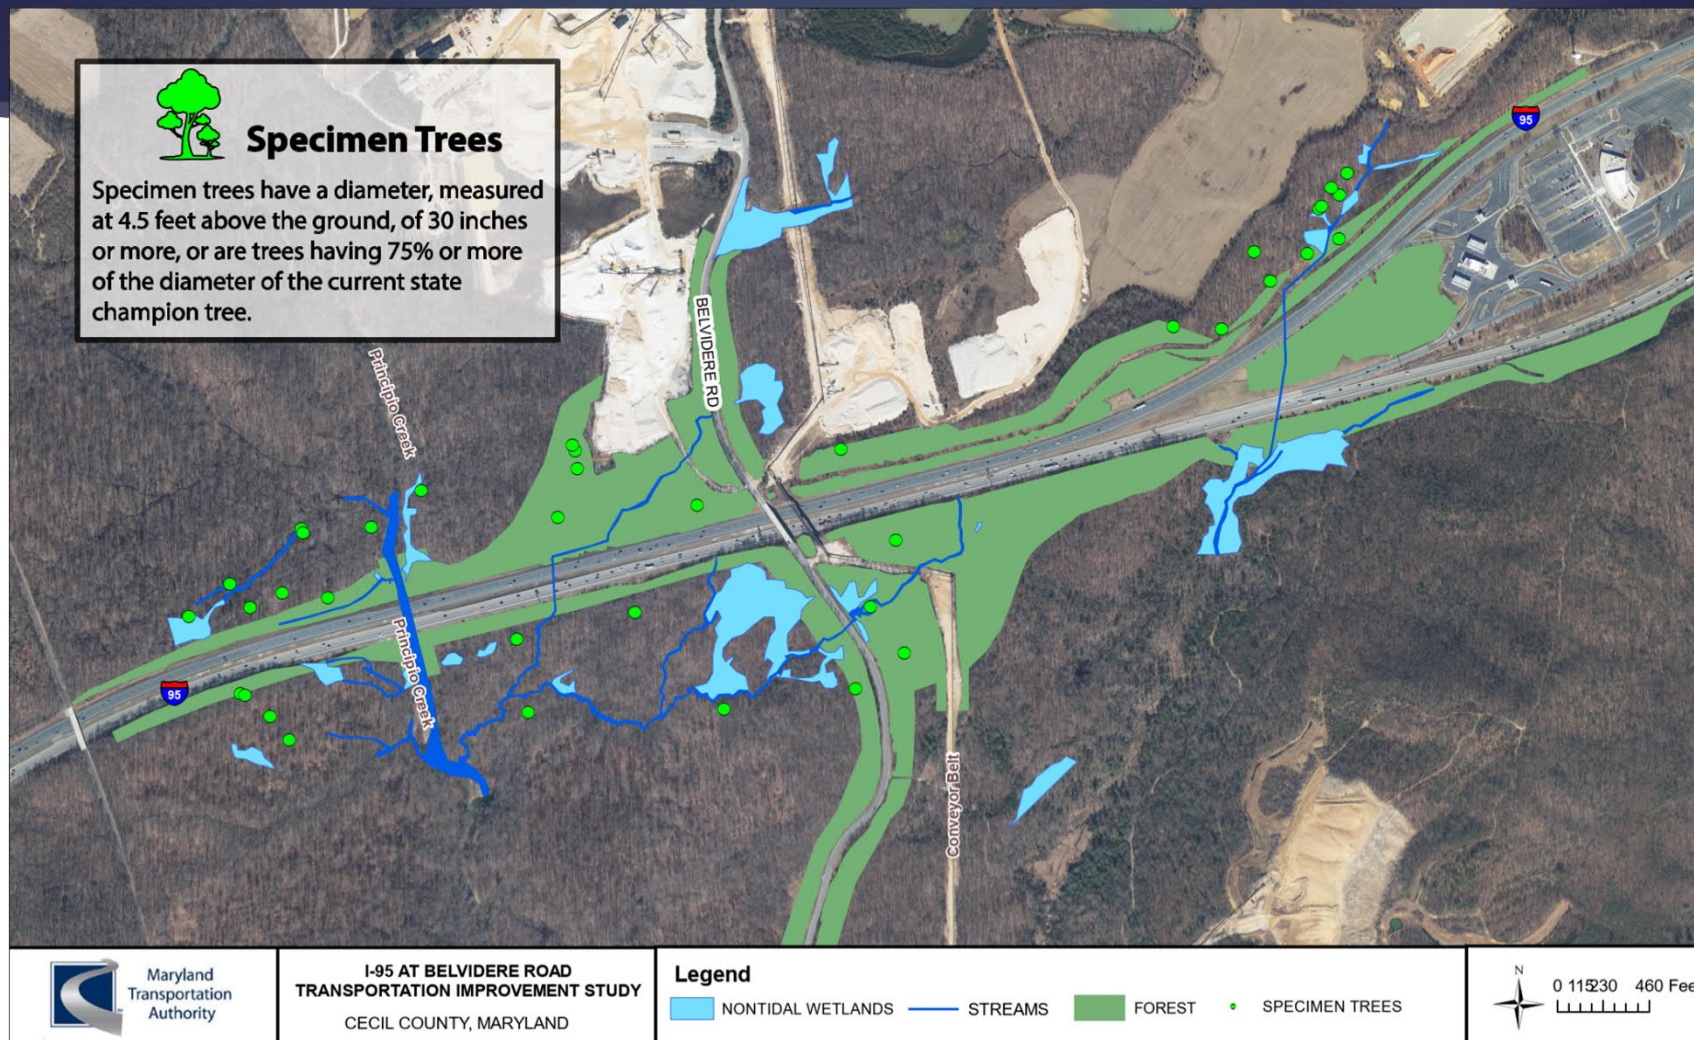 Specimen Trees
Specimen trees have a diameter, measured
at 4.5 feet above the ground, of 30 inches
or more, or are trees having 75% or more
of the diameter of the current state
champion tree.
95
BELVIDERE RD
Principio Creek
Principio Creek
95
Conveyor Belt
Maryland
Transportation
Authority
I-95 AT BELVIDERE ROAD
TRANSPORTATION IMPROVEMENT STUDY
CECIL COUNTY, MARYLAND
Legend
NONTIDAL WETLANDS
STREAMS
FOREST
SPECIMEN TREES
N
0 115230 460 Fee